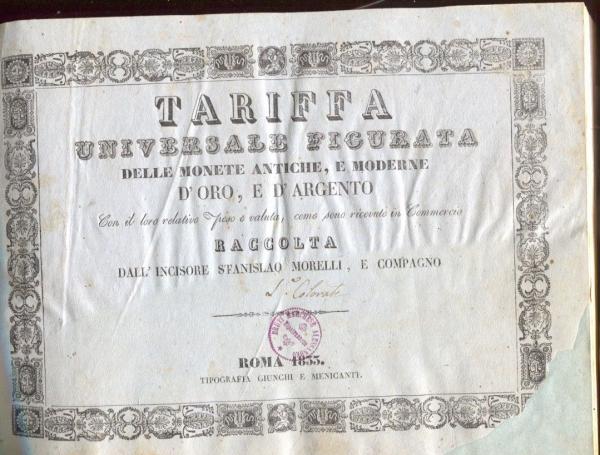 TARIFFA
UNIVERSALE FIGURATA
DELLE MONETE ANTICHE, E MODERNE
D'ORO, E D'ARGENTO
Con il loro relativo Peso e valuta, come sono ricevute in Commercio
RACCOLTA
DALL'INCISORE STANISLAO MORELLI, E COMPAGNO
ROMA 1835.
TIPOGRAFIA GIUNCHI E MENICANTI.